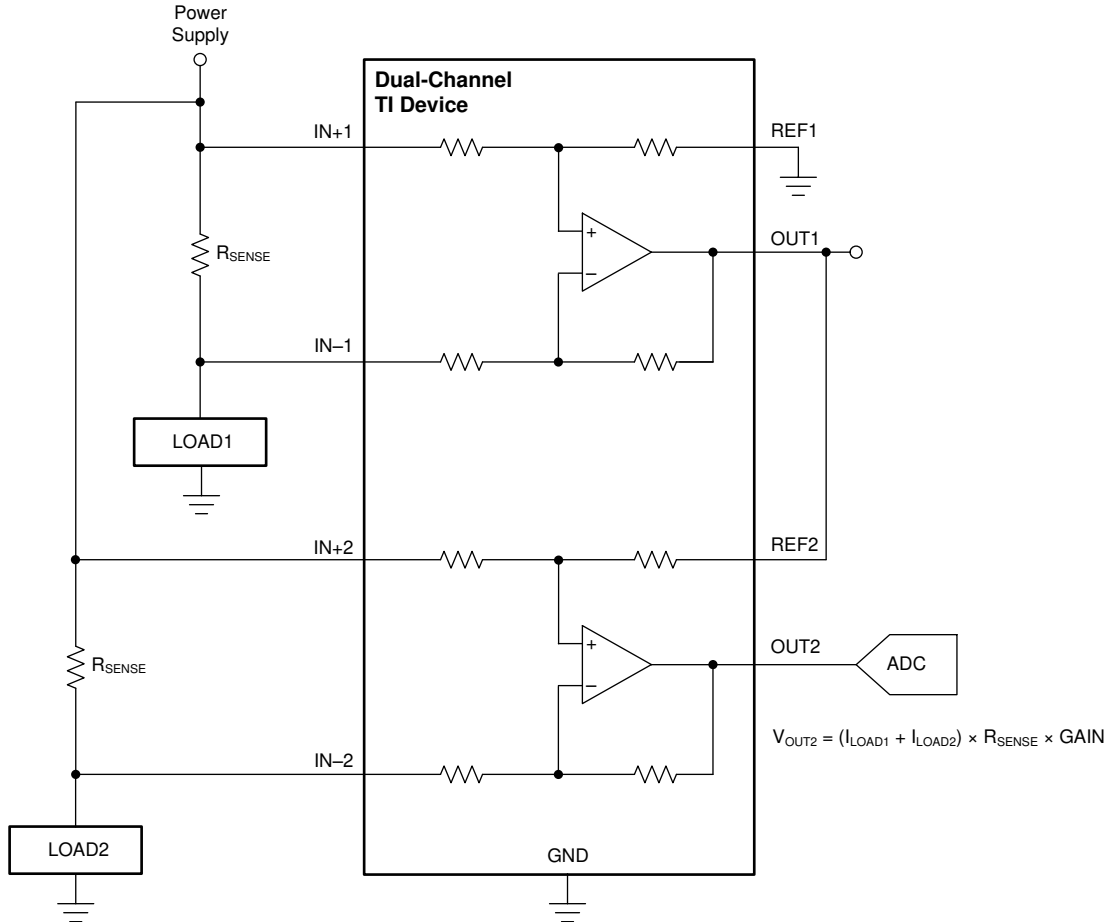 Power
Supply
Dual-Channel
TI Device
IN+1
REF1
+
RSENSE
OUT1
–
IN–1
LOAD1
IN+2
REF2
+
RSENSE
OUT2
ADC
–
VOUT2 = (ILOAD1 + ILOAD2) × RSENSE × GAIN
IN–2
LOAD2
GND